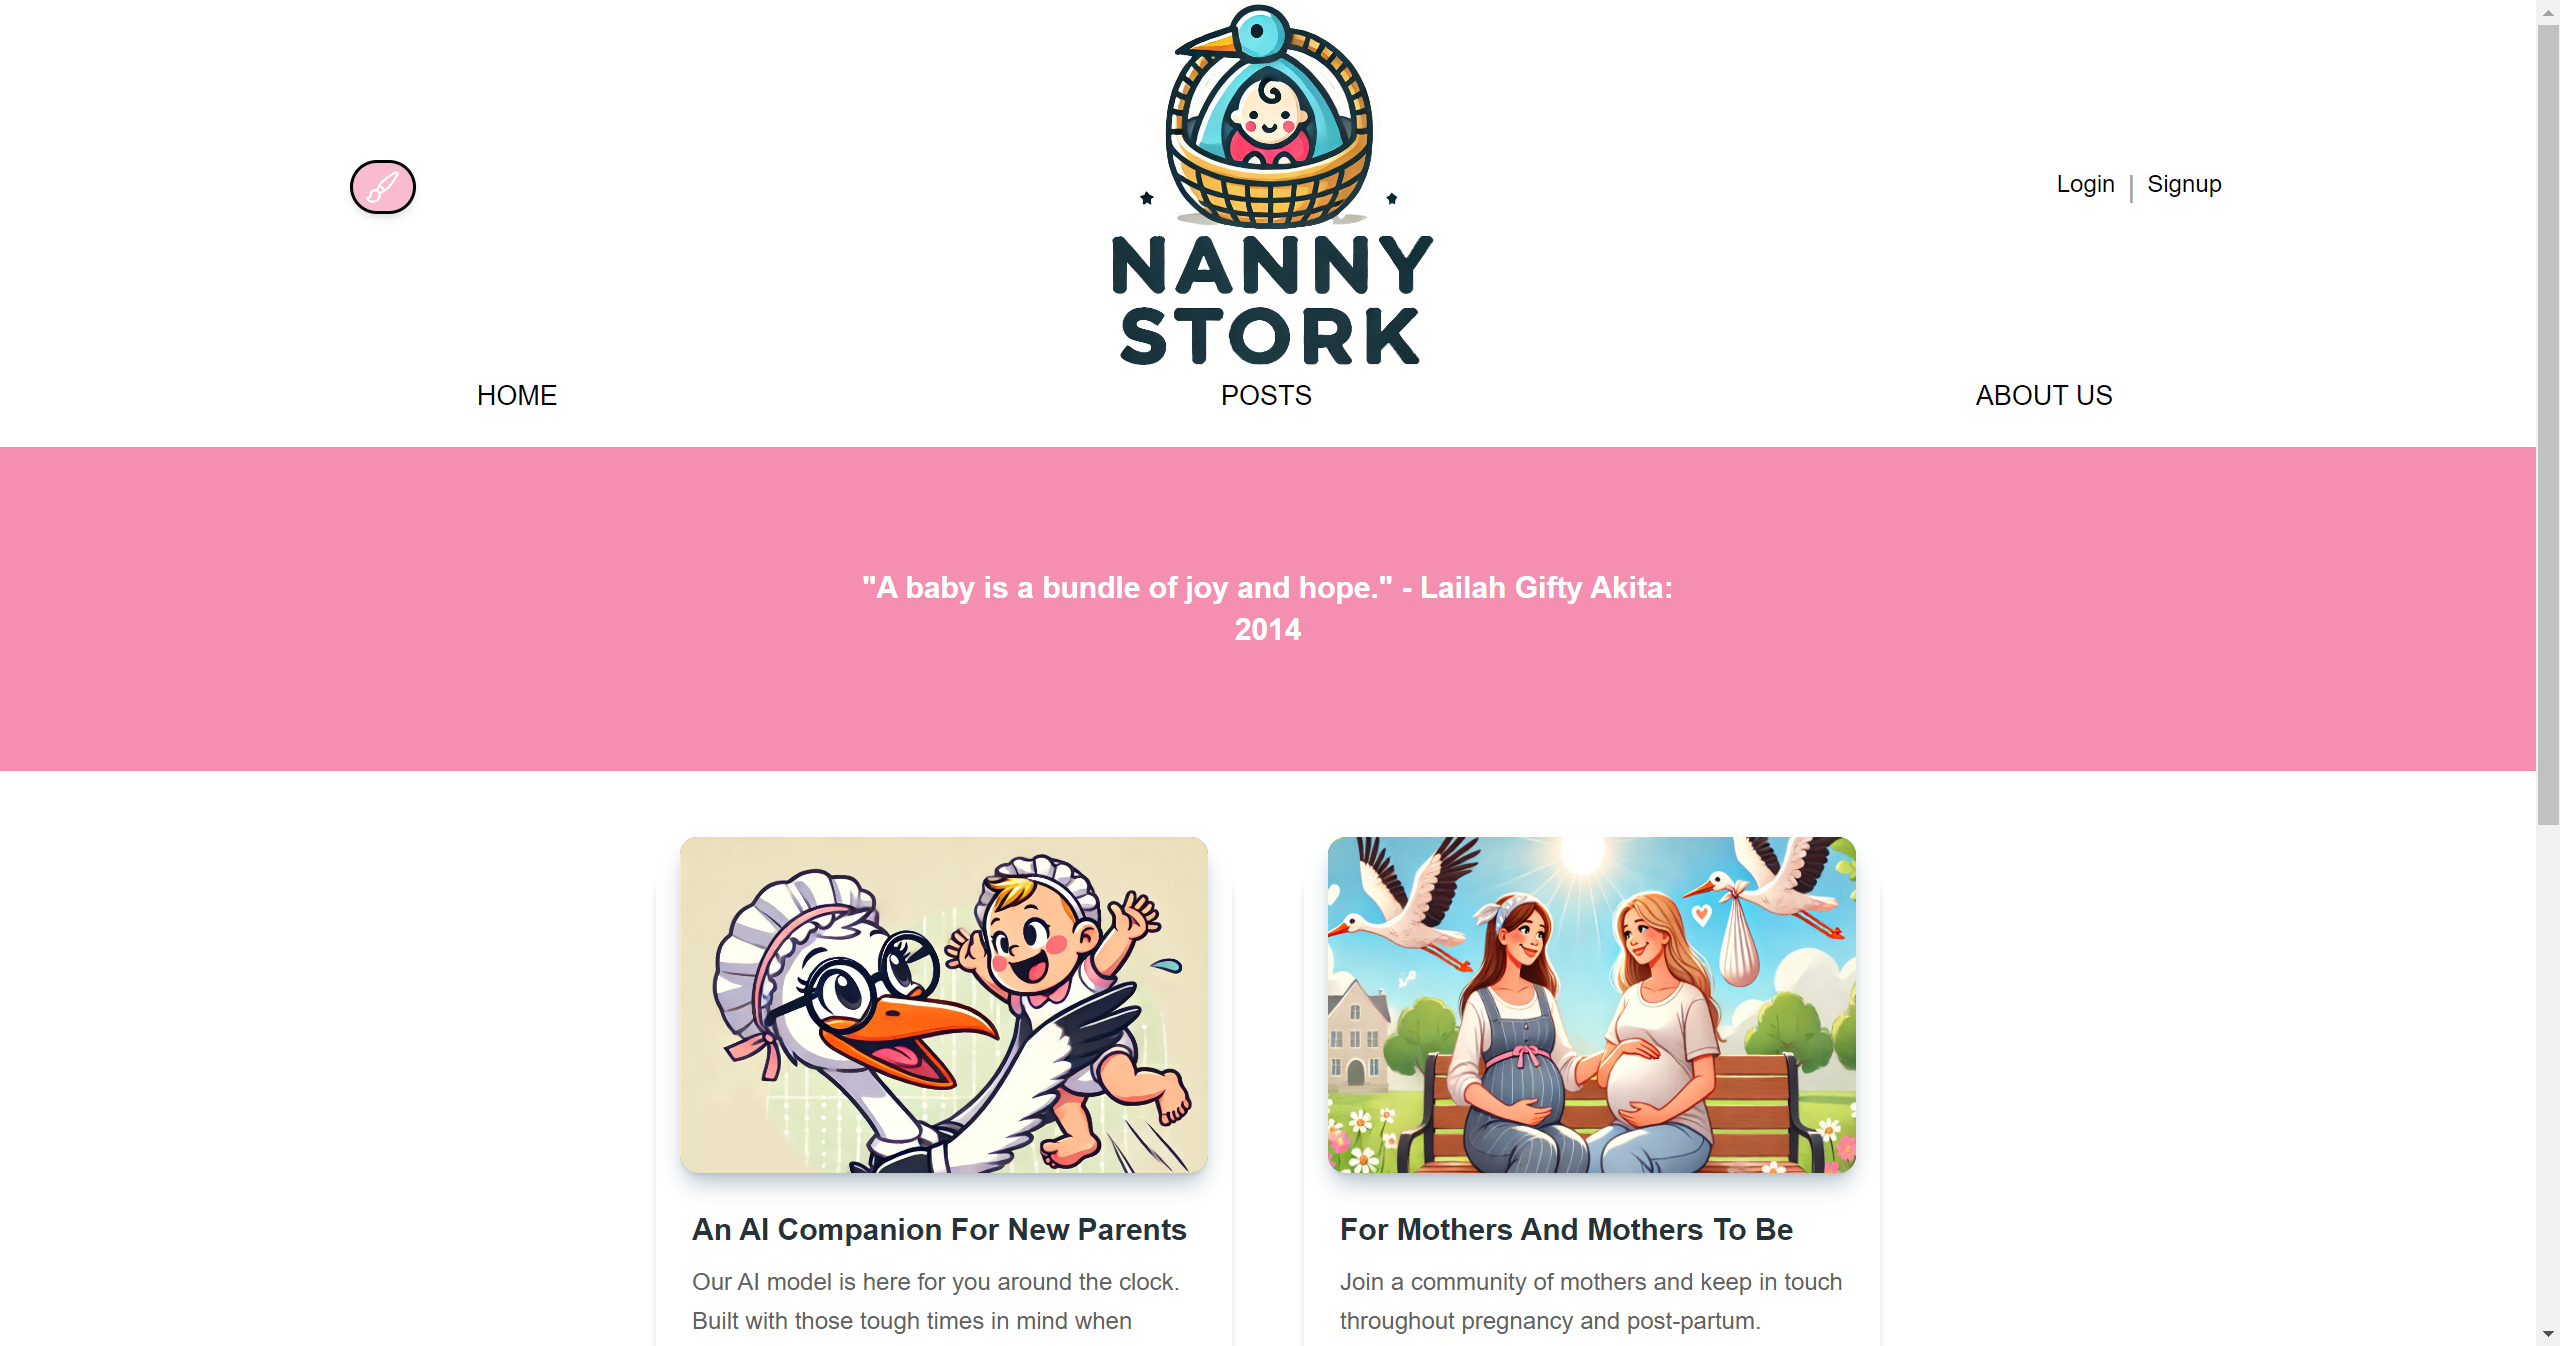 Login | Signup
NANNY
STORK
HOME
POSTS
ABOUT US
"A baby is a bundle of joy and hope." - Lailah Gifty Akita:
2014
An AI Companion For New Parents
Our AI model is here for you around the clock.
Built with those tough times in mind when
For Mothers And Mothers To Be
Join a community of mothers and keep in touch
throughout pregnancy and post-partum.